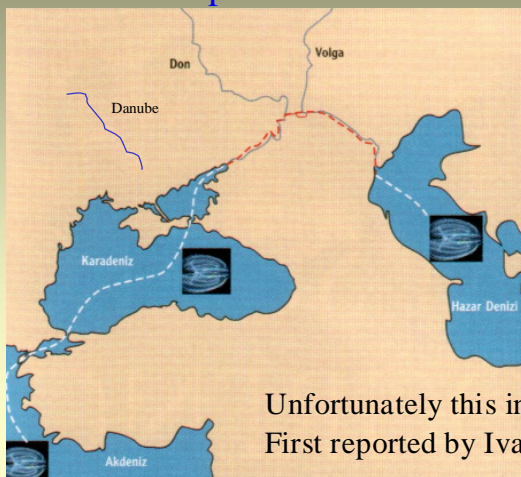 Don
Volga
Danube
Karadeniz
Hazar Denizi
Akdeniz
Unfortunately this in
First reported by Iva